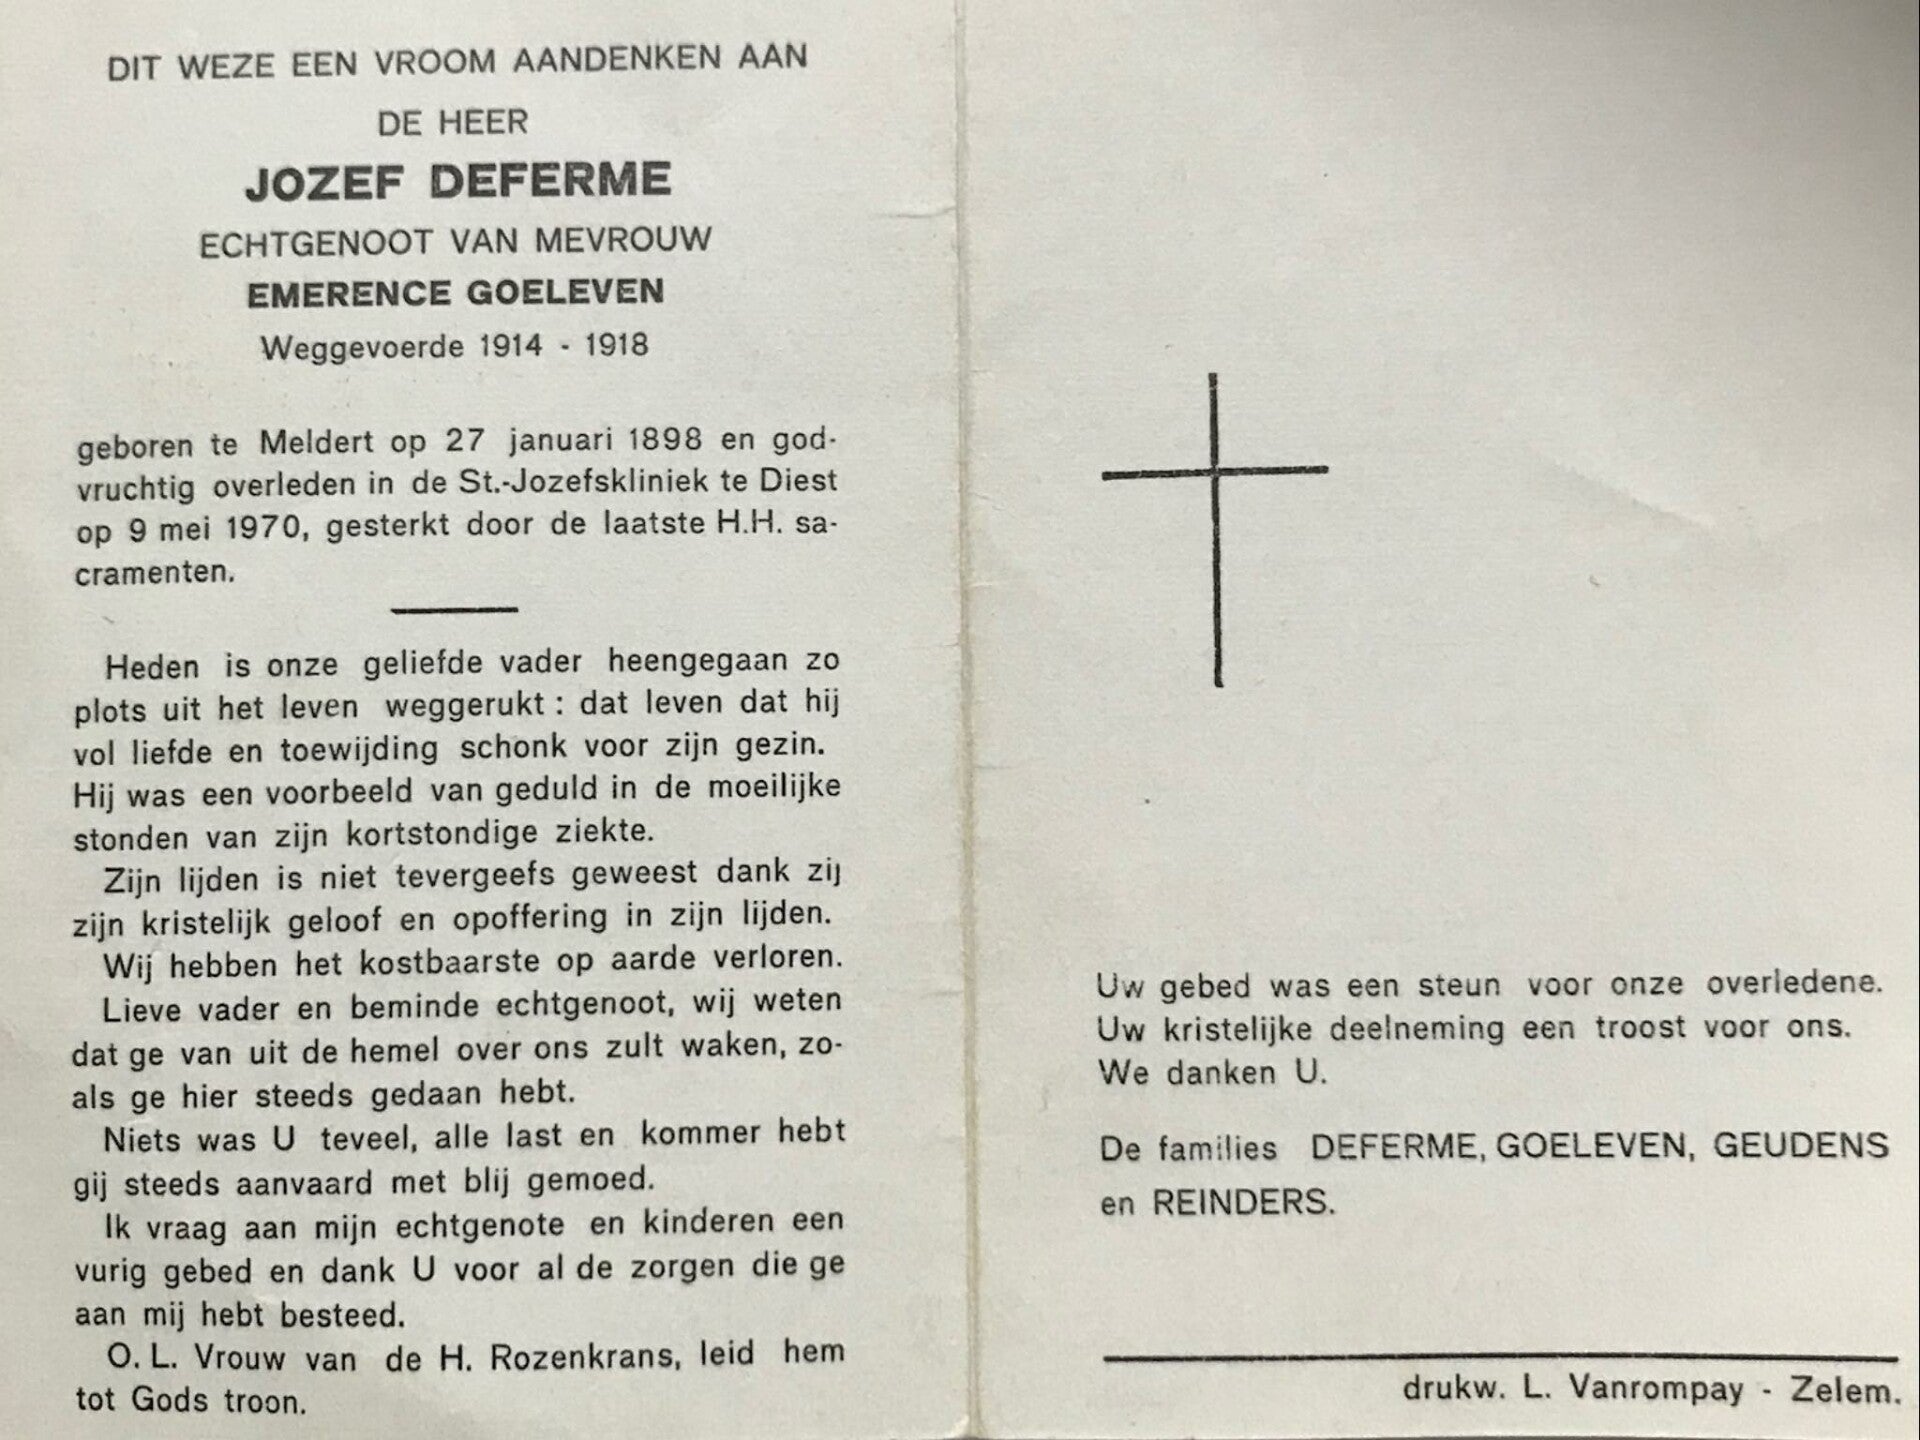 DIT WEZE EEN VROOM AANDENKEN AAN
DE HEER
JOZEF DEFERME
ECHTGENOOT VAN MEVROUW
EMERENCE GOELEVEN
Weggevoerde 1914 - 1918
geboren te Meldert op 27 januari 1898 en god-
vruchtig overleden in de St.-Jozefskliniek te Diest
op 9 mei 1970, gesterkt door de laatste H.H. sa-
cramenten.
Heden is onze geliefde vader heengegaan zo
plots uit het leven weggerukt : dat leven dat hij
vol liefde en toewijding schonk voor zijn gezin.
Hij was een voorbeeld van geduld in de moeilijke
stonden van zijn kortstondige ziekte.
Zijn lijden is niet tevergeefs geweest dank zij
zijn kristelijk geloof en opoffering in zijn lijden.
Wij hebben het kostbaarste op aarde verloren.
Lieve vader en beminde echtgenoot, wij weten
dat ge van uit de hemel over ons zult waken, zo-
als ge hier steeds gedaan hebt.
Niets was U teveel, alle last en kommer hebt
gij steeds aanvaard met blij gemoed.
Ik vraag aan mijn echtgenote en kinderen een
vurig gebed en dank U voor al de zorgen die ge
aan mij hebt besteed.
O. L. Vrouw van de H. Rozenkrans, leid hem
tot Gods troon.
Uw gebed was een steun voor onze overledene.
Uw kristelijke deelneming een troost voor ons.
We danken U.
De families DEFERME, GOELEVEN, GEUDENS
en REINDERS.
drukw. L. Vanrompay - Zelem.